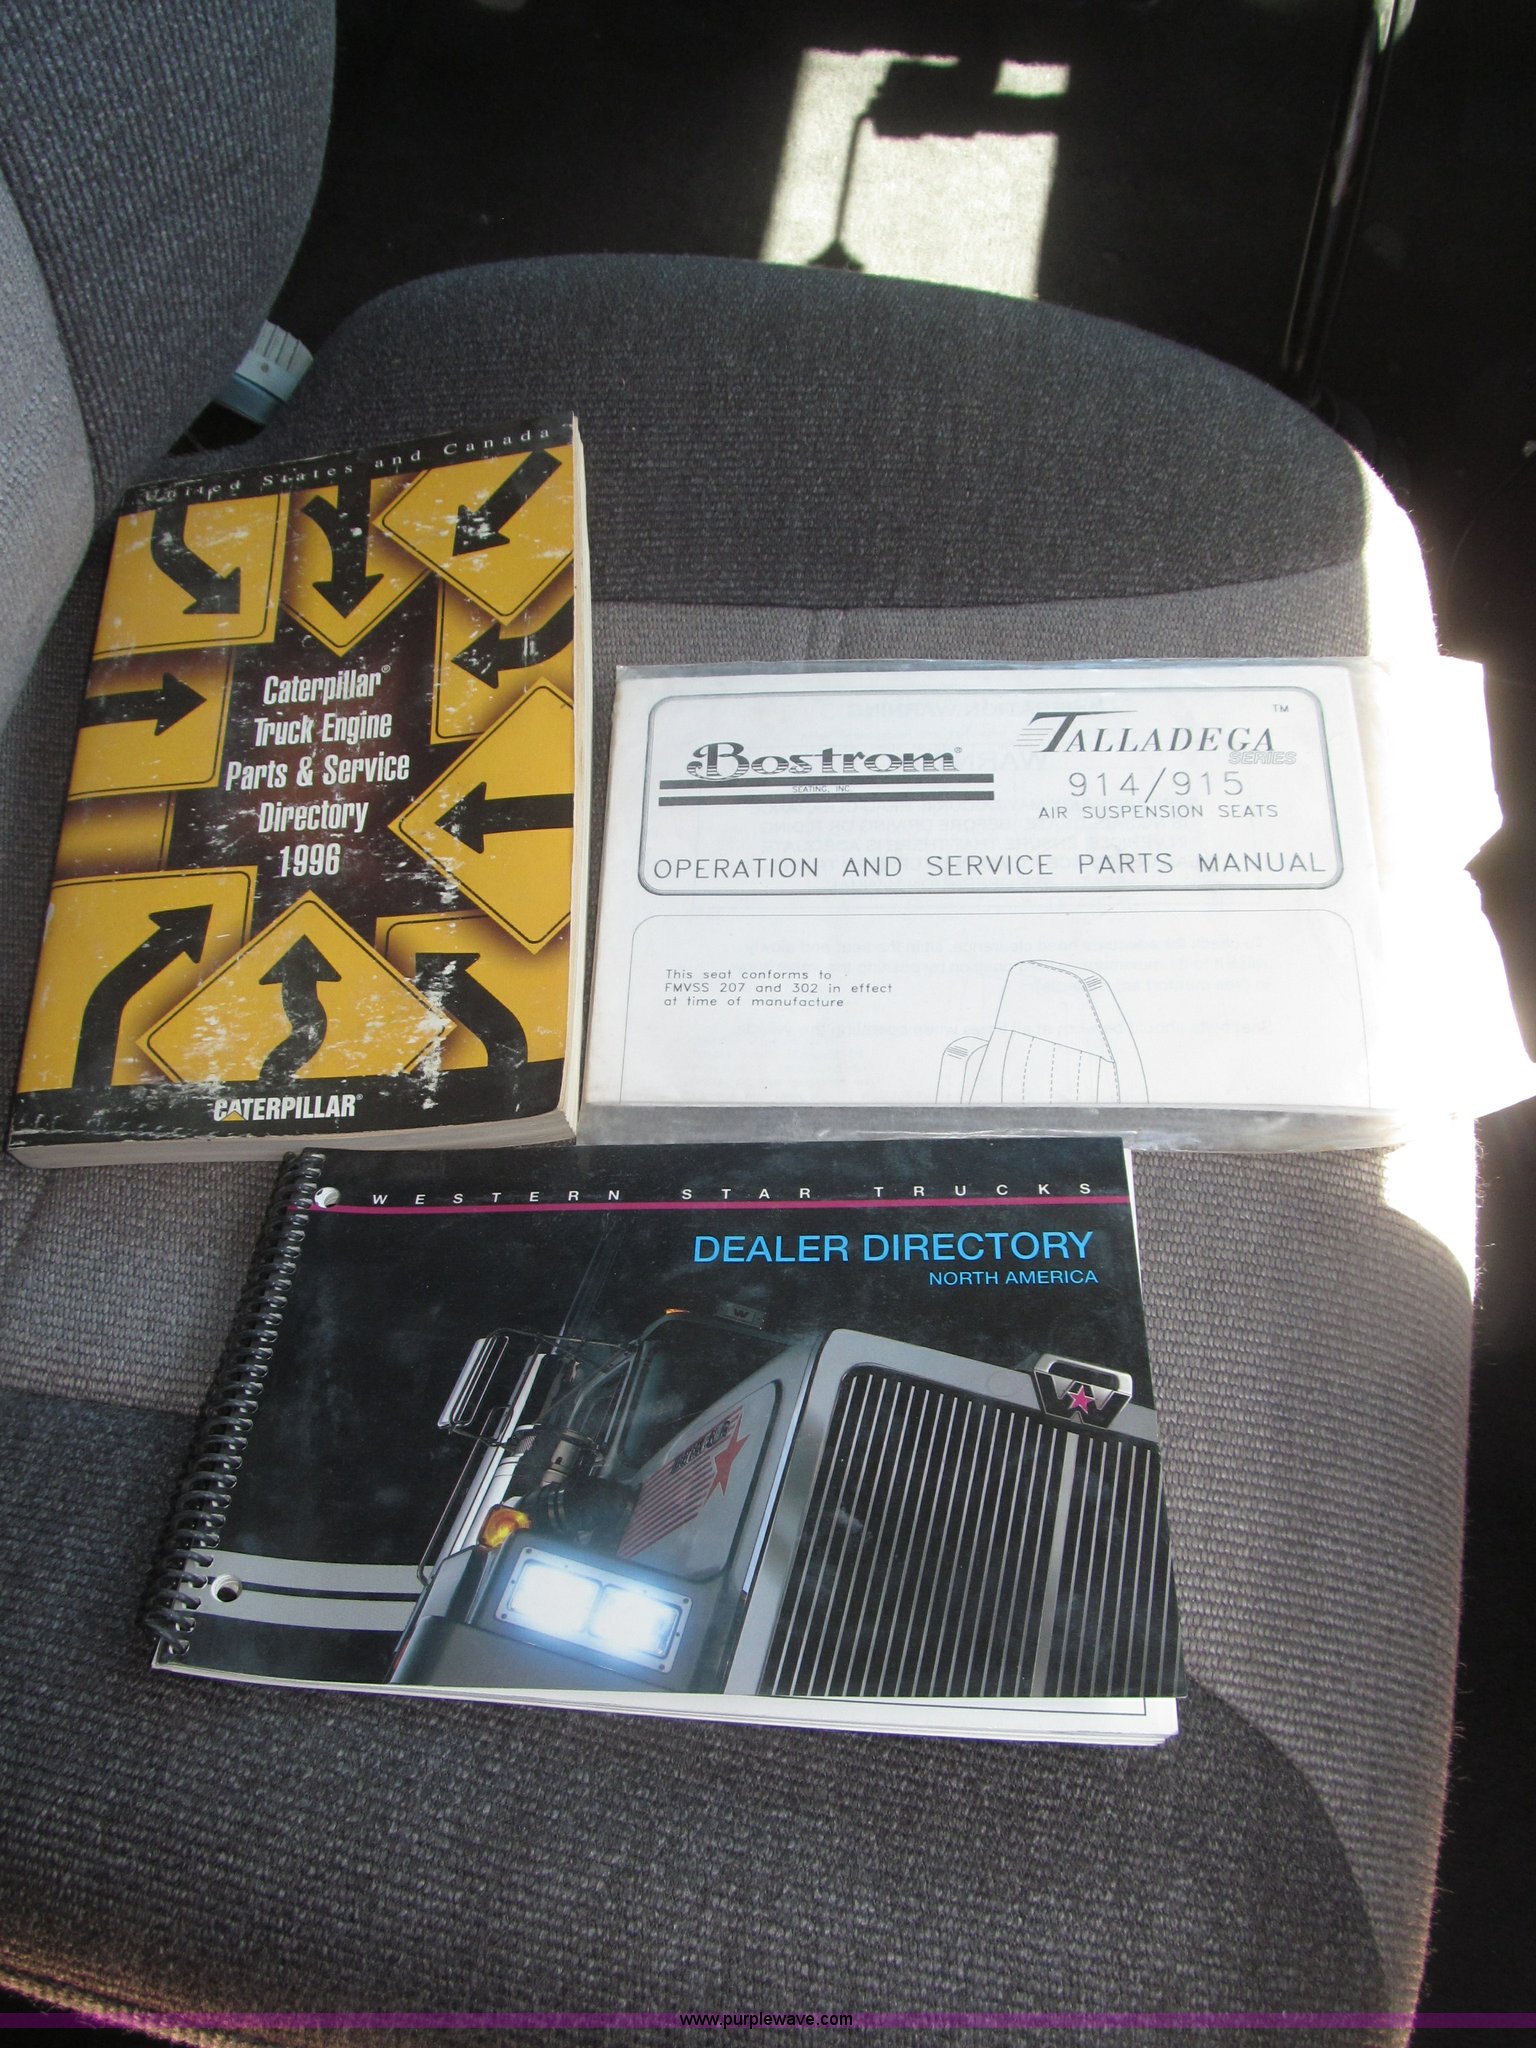 United States and Canada
Caterpillar®
Truck Engine
Parts & Service
Directory
1996
CATERPILLAR®
Bostrom®
SEATING, INC
TALLADEGA™
SERIES
914/915
AIR SUSPENSION SEATS
OPERATION AND SERVICE PARTS MANUAL
This seat conforms to
FMVSS 207 and 302 in effect
at time of manufacture
WESTERN STAR TRUCKS
DEALER DIRECTORY
NORTH AMERICA
www.purplewave.com